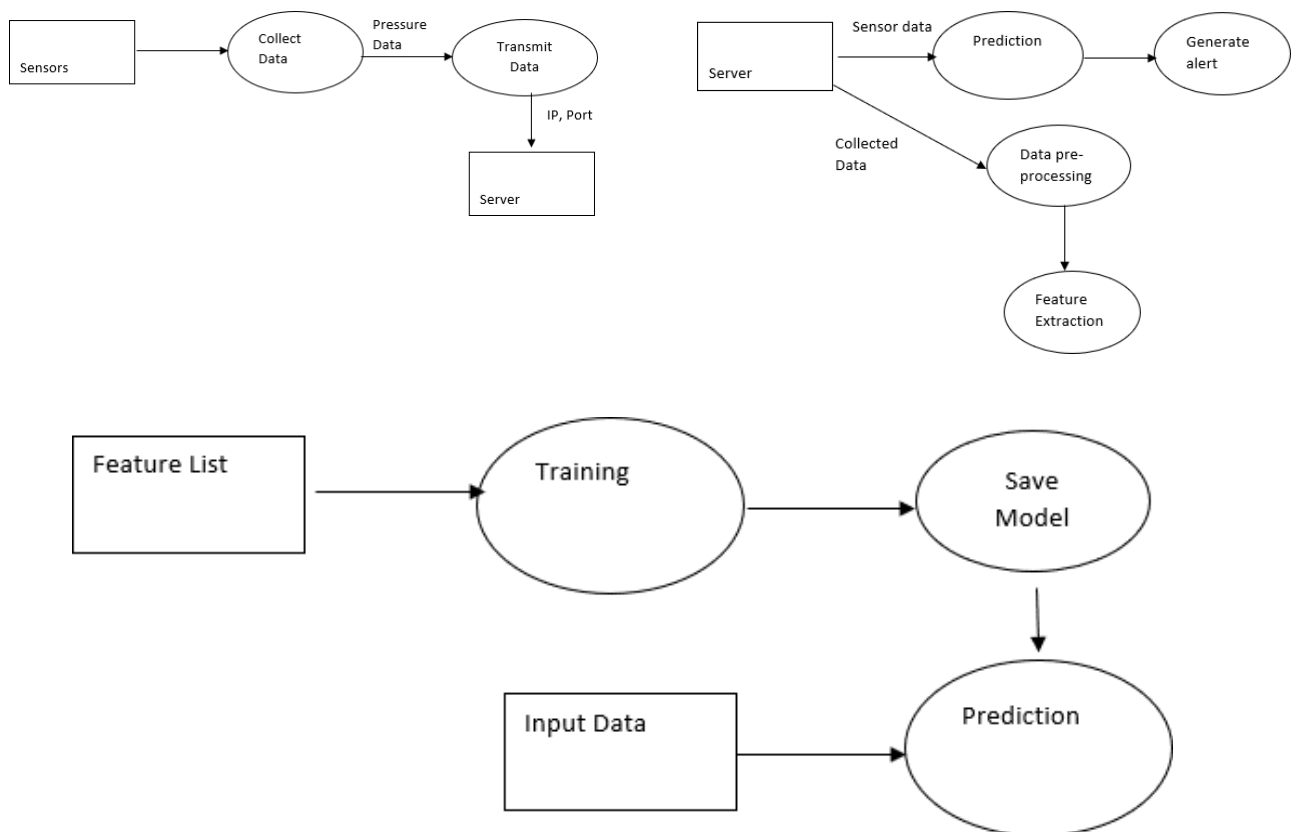 Sensors
Collect
Data
Pressure
Data
Transmit
Data
IP, Port
Server
Server
Sensor data
Prediction
Generate
alert
Collected
Data
Data pre-
processing
Feature
Extraction
Feature List
Training
Save
Model
Input Data
Prediction